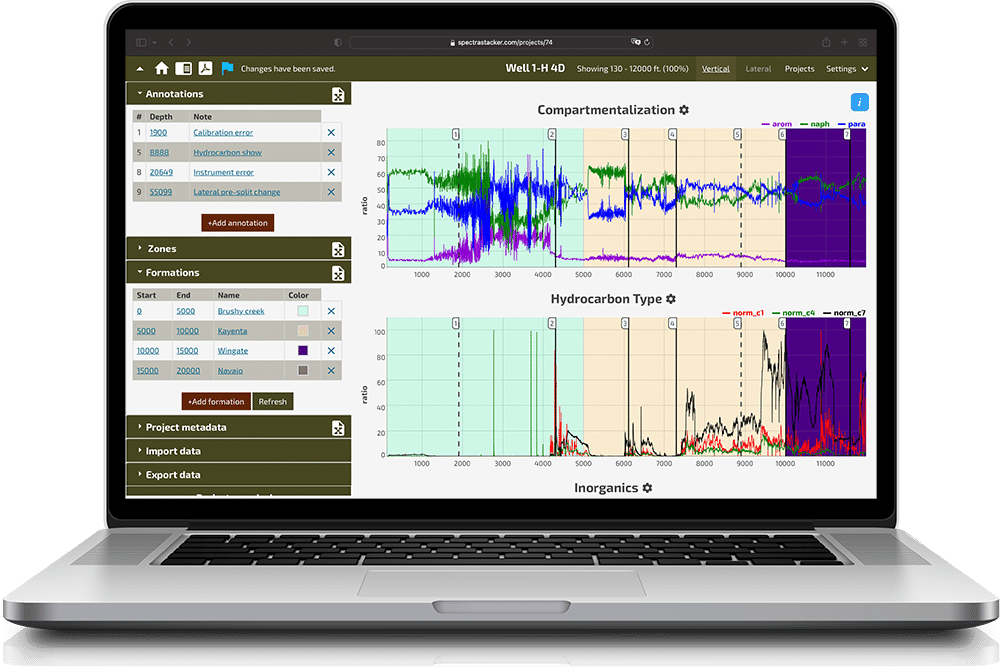 spectrastacker.com/projects/74
Changes have been saved.
Well 1-H 4D
Showing 130 - 12000 ft. (100%)
Vertical
Lateral
Projects
Settings
Annotations
# Depth Note
1 1900 Calibration error
5 8888 Hydrocarbon show
8 20649 Instrument error
9 55099 Lateral pre-split change
+Add annotation
Zones
Formations
Start End Name Color
0 5000 Brushy creek
5000 10000 Kayenta
10000 15000 Wingate
15000 20000 Navajo
+Add formation Refresh
Project metadata
Import data
Export data
i
Compartmentalization
arom naph para
1 2 3 4 5 6 7
ratio
80
70
60
50
40
30
20
10
0
1000 2000 3000 4000 5000 6000 7000 8000 9000 10000 11000
Hydrocarbon Type
norm_c1 norm_c4 norm_c7
1 2 3 4 5 6 7
ratio
100
80
60
40
20
0
1000 2000 3000 4000 5000 6000 7000 8000 9000 10000 11000
Inorganics